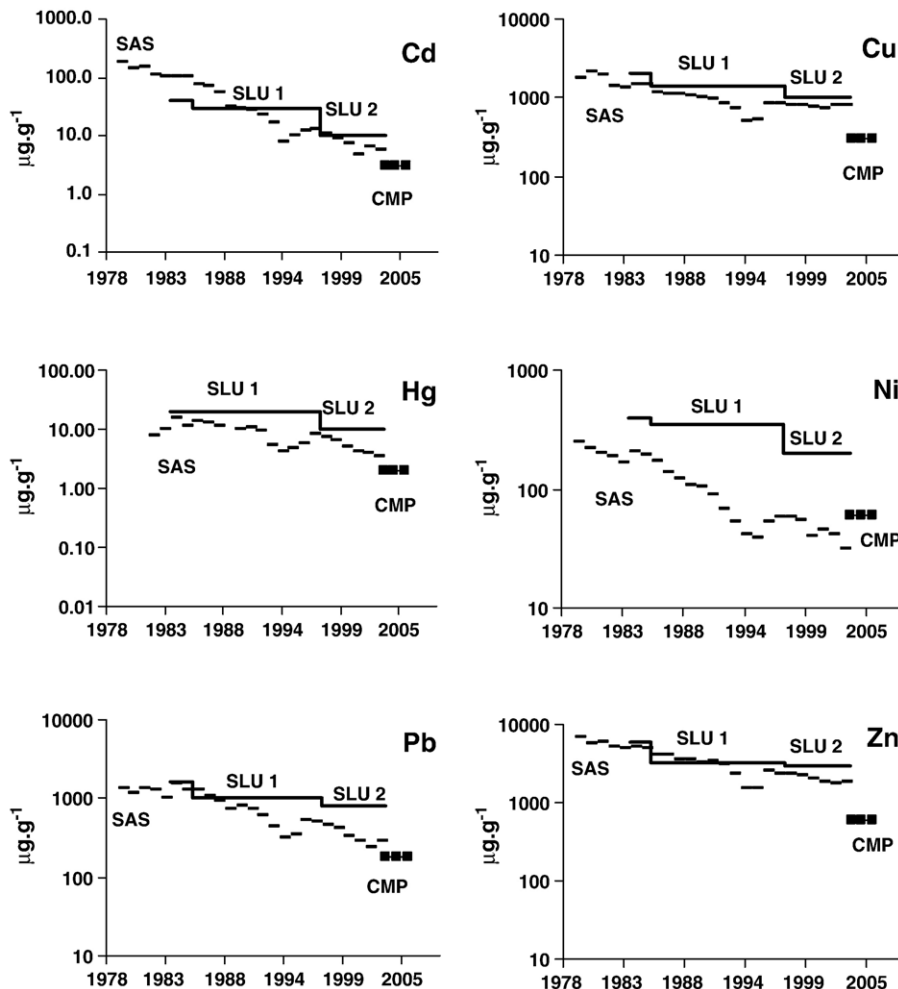 Cd
SAS
SLU 1
SLU 2
CMP
µg.g-1
1000.0
100.0
10.0
1.0
0.1
1978 1983 1988 1994 1999 2005
Cu
SLU 1
SLU 2
SAS
CMP
µg.g-1
10000
1000
100
10
1978 1983 1988 1994 1999 2005
Hg
SLU 1
SLU 2
SAS
CMP
µg.g-1
100.00
10.00
1.00
0.10
0.01
1978 1983 1988 1994 1999 2005
Ni
SLU 1
SLU 2
SAS
CMP
µg.g-1
1000
100
10
1978 1983 1988 1994 1999 2005
Pb
SLU 1
SLU 2
SAS
CMP
µg.g-1
10000
1000
100
10
1978 1983 1988 1994 1999 2005
Zn
SLU 1
SLU 2
SAS
CMP
µg.g-1
10000
1000
100
10
1978 1983 1988 1994 1999 2005